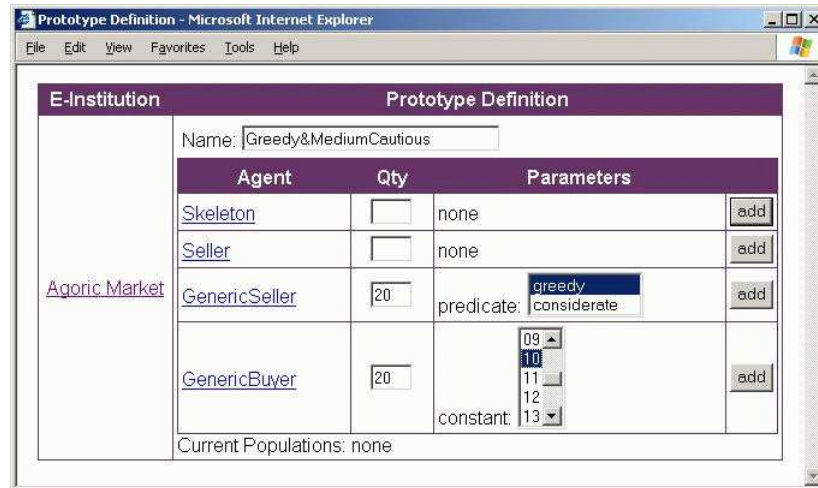 Prototype Definition - Microsoft Internet Explorer
File Edit View Favorites Tools Help
E-Institution Prototype Definition
Name: Greedy&MediumCautious
Agent Qty Parameters
Skeleton none add
Seller none add
Agoric Market
GenericSeller 20 predicate: greedy add
considerate
GenericBuyer 20 constant: 09 add
10
11
12
13
Current Populations: none